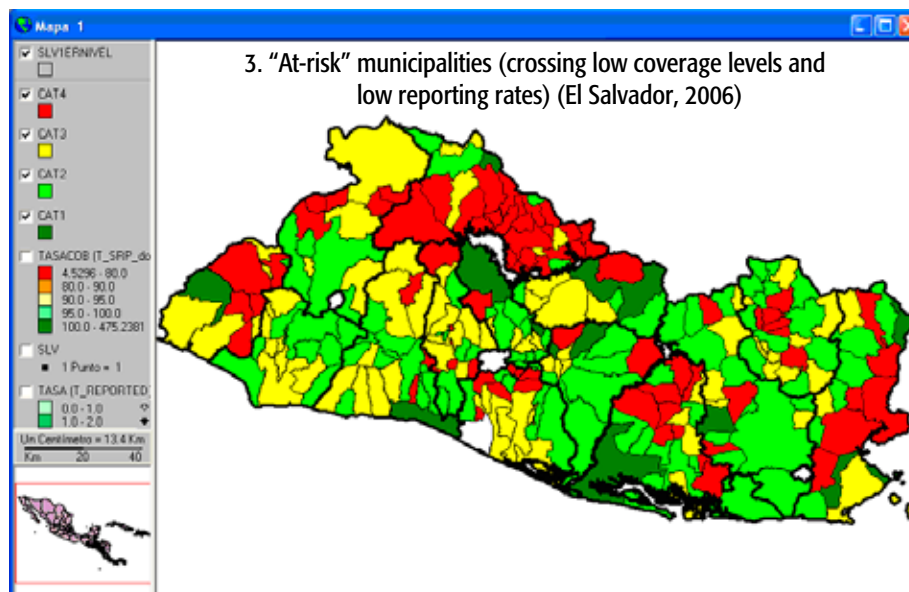 Mapa 1
SLV1ERNIVEL
CAT4
CAT3
CAT2
CAT1
TASACOB (T_SRP_do
4.5296 - 80.0
80.0 - 90.0
90.0 - 95.0
95.0 - 100.0
100.0 - 475.2381
SLV
1 Punto = 1
TASA (T_REPORTED
0.0 - 1.0
1.0 - 2.0
Un Centímetro = 13.4 Km
Km 20 40
3. “At-risk” municipalities (crossing low coverage levels and
low reporting rates) (El Salvador, 2006)